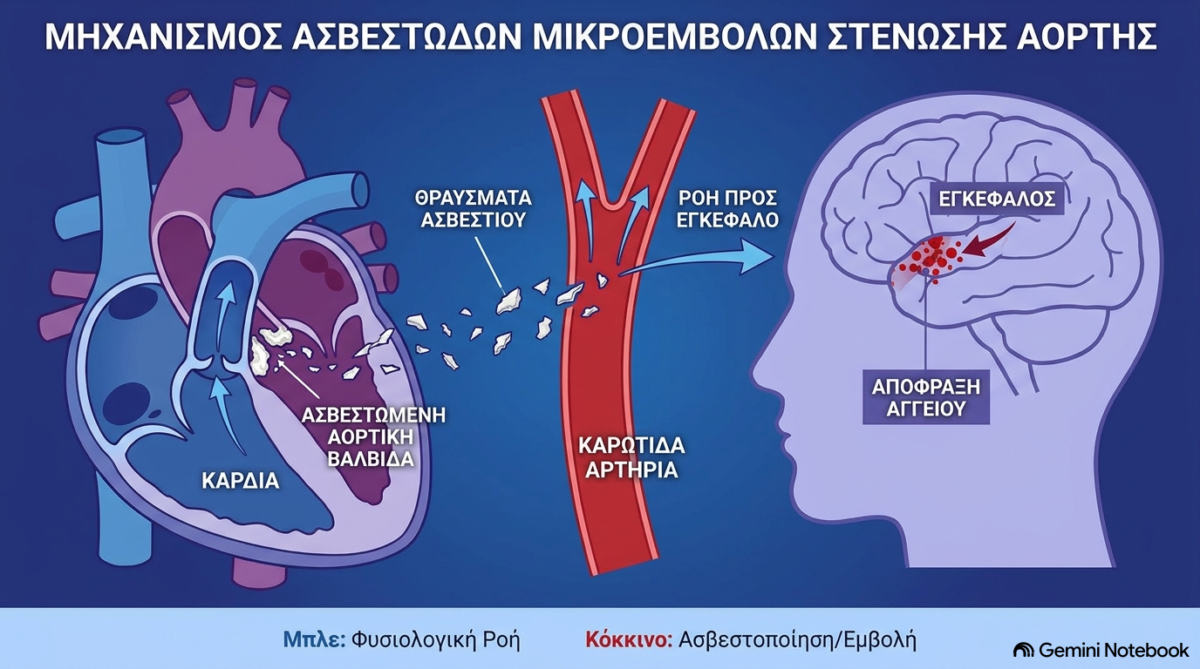 ΜΗΧΑΝΙΣΜΟΣ ΑΣΒΕΣΤΩΔΩΝ ΜΙΚΡΟΕΜΒΟΛΩΝ ΣΤΕΝΩΣΗΣ ΑΟΡΤΗΣ
ΘΡΑΥΣΜΑΤΑ
ΑΣΒΕΣΤΙΟΥ
ΡΟΗ ΠΡΟΣ
ΕΓΚΕΦΑΛΟ
ΕΓΚΕΦΑΛΟΣ
ΑΠΟΦΡΑΞΗ
ΑΓΓΕΙΟΥ
ΑΣΒΕΣΤΩΜΕΝΗ
ΑΟΡΤΙΚΗ
ΒΑΛΒΙΔΑ
ΚΑΡΔΙΑ
ΚΑΡΩΤΙΔΑ
ΑΡΤΗΡΙΑ
Μπλε: Φυσιολογική Ροή
Κόκκινο: Ασβεστοποίηση/Εμβολή
Gemini Notebook